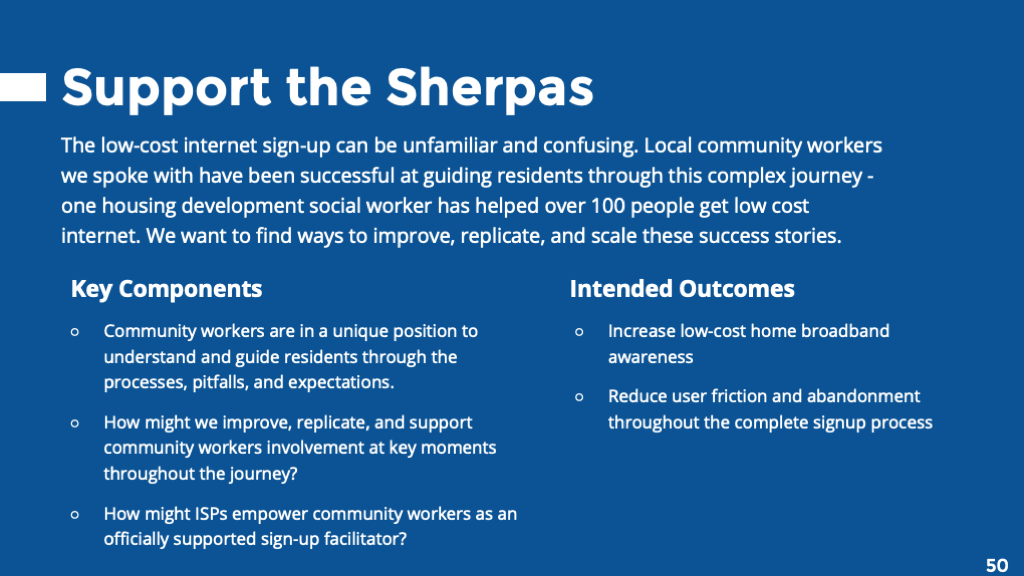 Support the Sherpas
The low-cost internet sign-up can be unfamiliar and confusing. Local community workers
we spoke with have been successful at guiding residents through this complex journey -
one housing development social worker has helped over 100 people get low cost
internet. We want to find ways to improve, replicate, and scale these success stories.
Key Components
Community workers are in a unique position to
understand and guide residents through the
processes, pitfalls, and expectations.
How might we improve, replicate, and support
community workers involvement at key moments
throughout the journey?
How might ISPs empower community workers as an
officially supported sign-up facilitator?
Intended Outcomes
Increase low-cost home broadband
awareness
Reduce user friction and abandonment
throughout the complete signup process
50